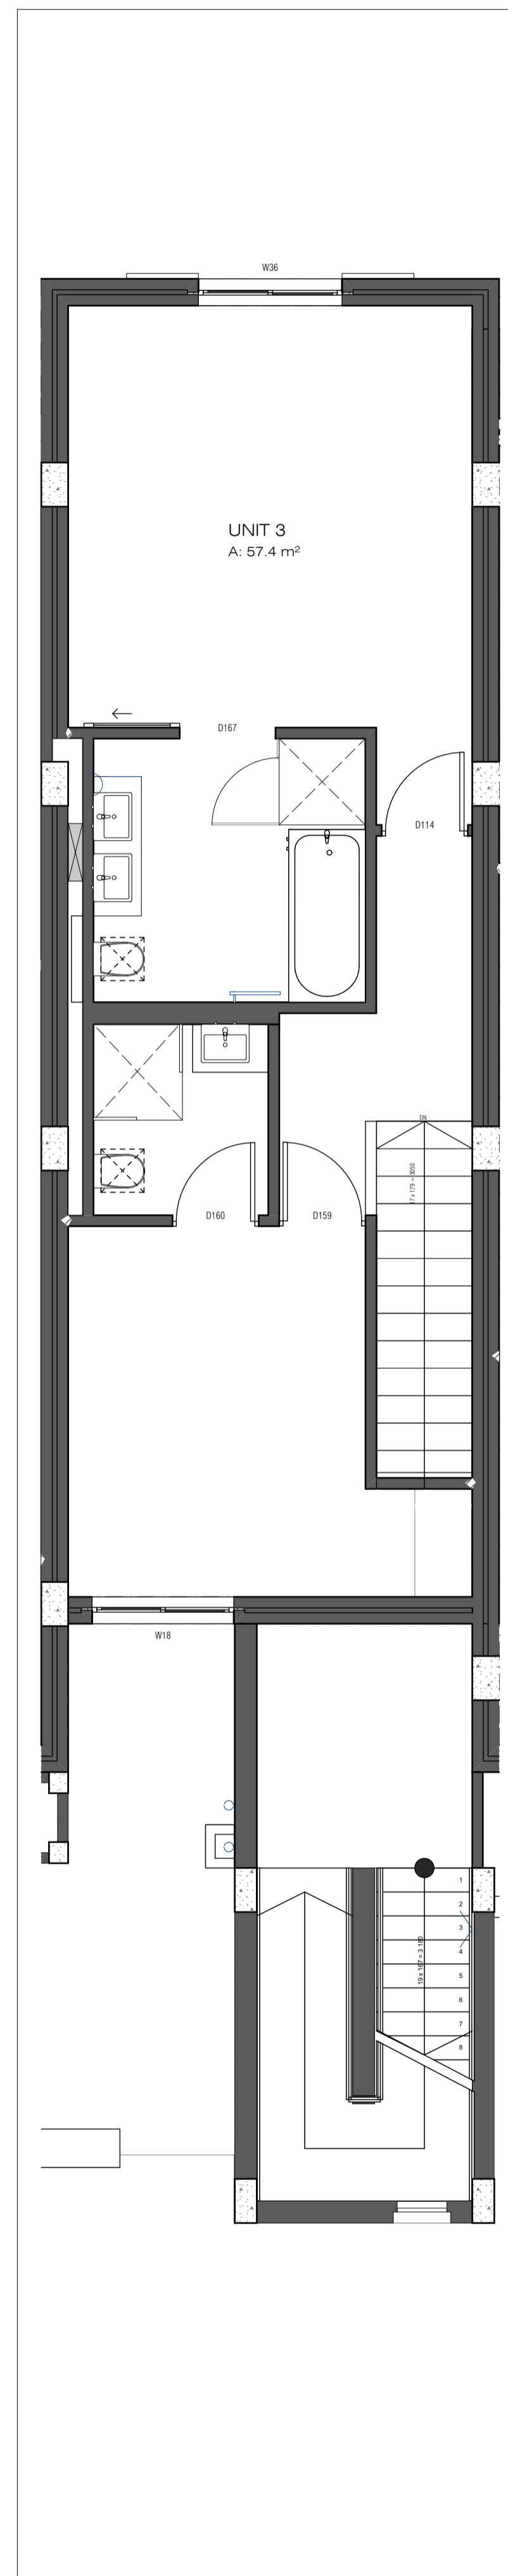 W36
UNIT 3
A: 57.4 m²
D167
D114
DN
17 x 179 = 3050
D160
D159
W18
1
2
3
4
5
6
7
8
19 x 167 = 3 180